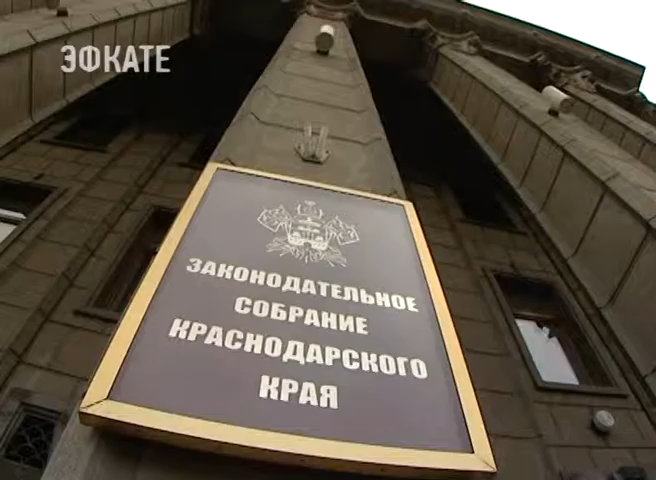 ЭФКАТЕ
ЗАКОНОДАТЕЛЬНОЕ
СОБРАНИЕ
КРАСНОДАРСКОГО
КРАЯ